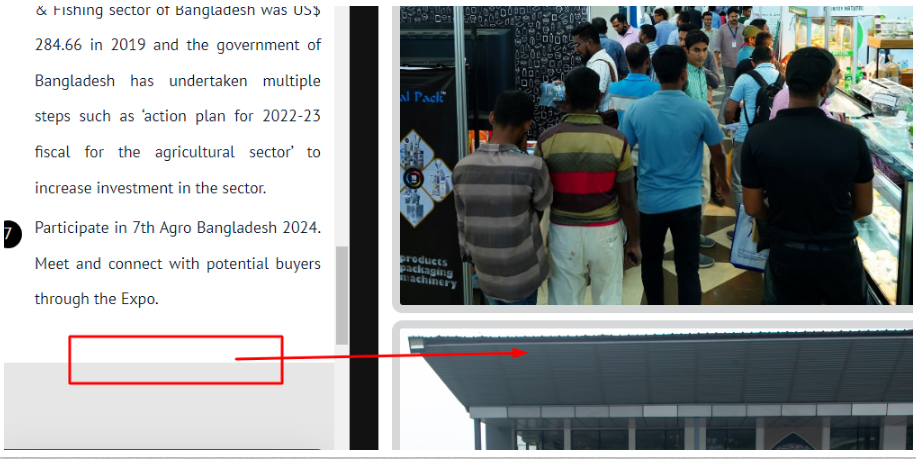 & Fishing sector of Bangladesh was US$
284.66 in 2019 and the government of
Bangladesh has undertaken multiple
steps such as ‘action plan for 2022-23
fiscal for the agricultural sector’ to
increase investment in the sector.
7
Participate in 7th Agro Bangladesh 2024.
Meet and connect with potential buyers
through the Expo.
al Pack
products
packaging
machinery